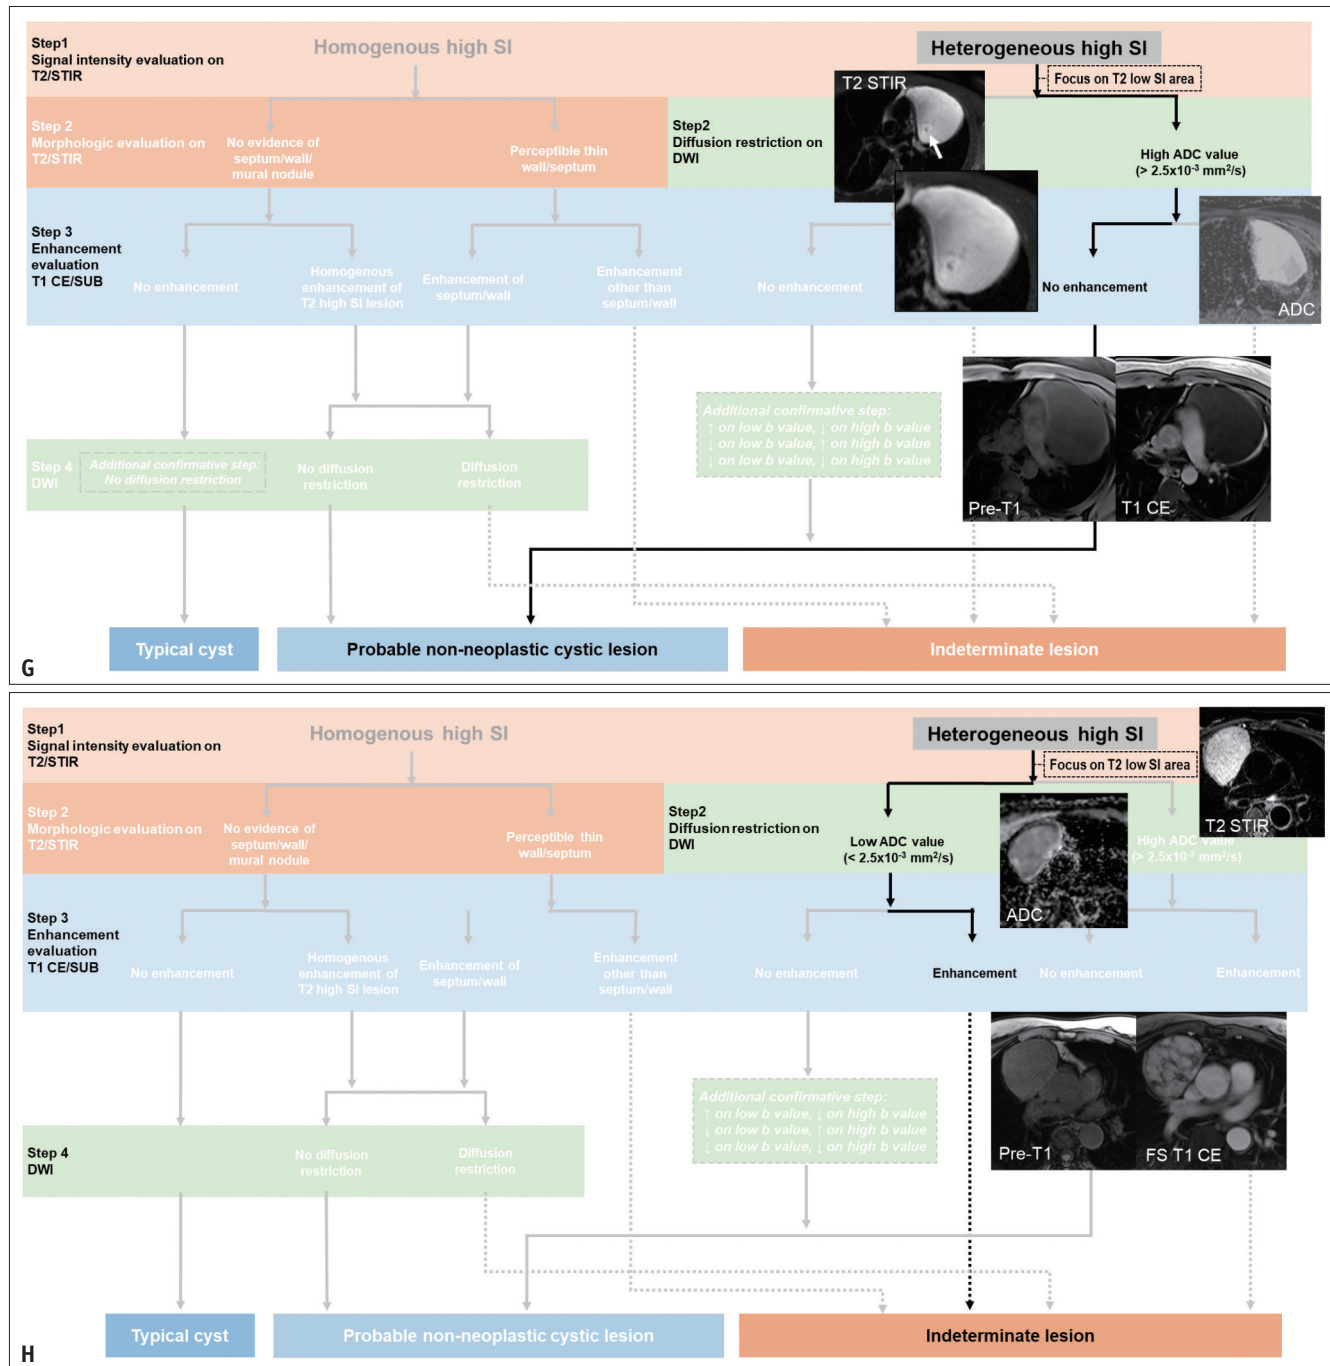 Step1
Signal intensity evaluation on
T2/STIR
Homogenous high SI
Heterogeneous high SI
Focus on T2 low SI area
T2 STIR
Step 2
Morphologic evaluation on
T2/STIR
No evidence of
septum/wall/
mural nodule
Perceptible thin
wall/septum
Step2
Diffusion restriction on
DWI
High ADC value
(> 2.5x10-3 mm2/s)
Step 3
Enhancement
evaluation
T1 CE/SUB
No enhancement
Homogenous
enhancement of
T2 high SI lesion
Enhancement of
septum/wall
Enhancement
other than
septum/wall
No enhancement
No enhancement
ADC
Pre-T1
T1 CE
Additional confirmative step:
↑ on low b value, ↓ on high b value
↓ on low b value, ↑ on high b value
↓ on low b value, ↓ on high b value
Step 4
DWI
Additional confirmative step:
No diffusion restriction
No diffusion
restriction
Diffusion
restriction
Typical cyst
Probable non-neoplastic cystic lesion
Indeterminate lesion
G
Step1
Signal intensity evaluation on
T2/STIR
Homogenous high SI
Heterogeneous high SI
Focus on T2 low SI area
T2 STIR
Step 2
Morphologic evaluation on
T2/STIR
No evidence of
septum/wall/
mural nodule
Perceptible thin
wall/septum
Step2
Diffusion restriction on
DWI
Low ADC value
(< 2.5x10-3 mm2/s)
High ADC value
(> 2.5x10-3 mm2/s)
ADC
Step 3
Enhancement
evaluation
T1 CE/SUB
No enhancement
Homogenous
enhancement of
T2 high SI lesion
Enhancement of
septum/wall
Enhancement
other than
septum/wall
No enhancement
Enhancement
No enhancement
Enhancement
Pre-T1
FS T1 CE
Additional confirmative step:
↑ on low b value, ↓ on high b value
↓ on low b value, ↑ on high b value
↓ on low b value, ↓ on high b value
Step 4
DWI
No diffusion
restriction
Diffusion
restriction
Typical cyst
Probable non-neoplastic cystic lesion
Indeterminate lesion
H